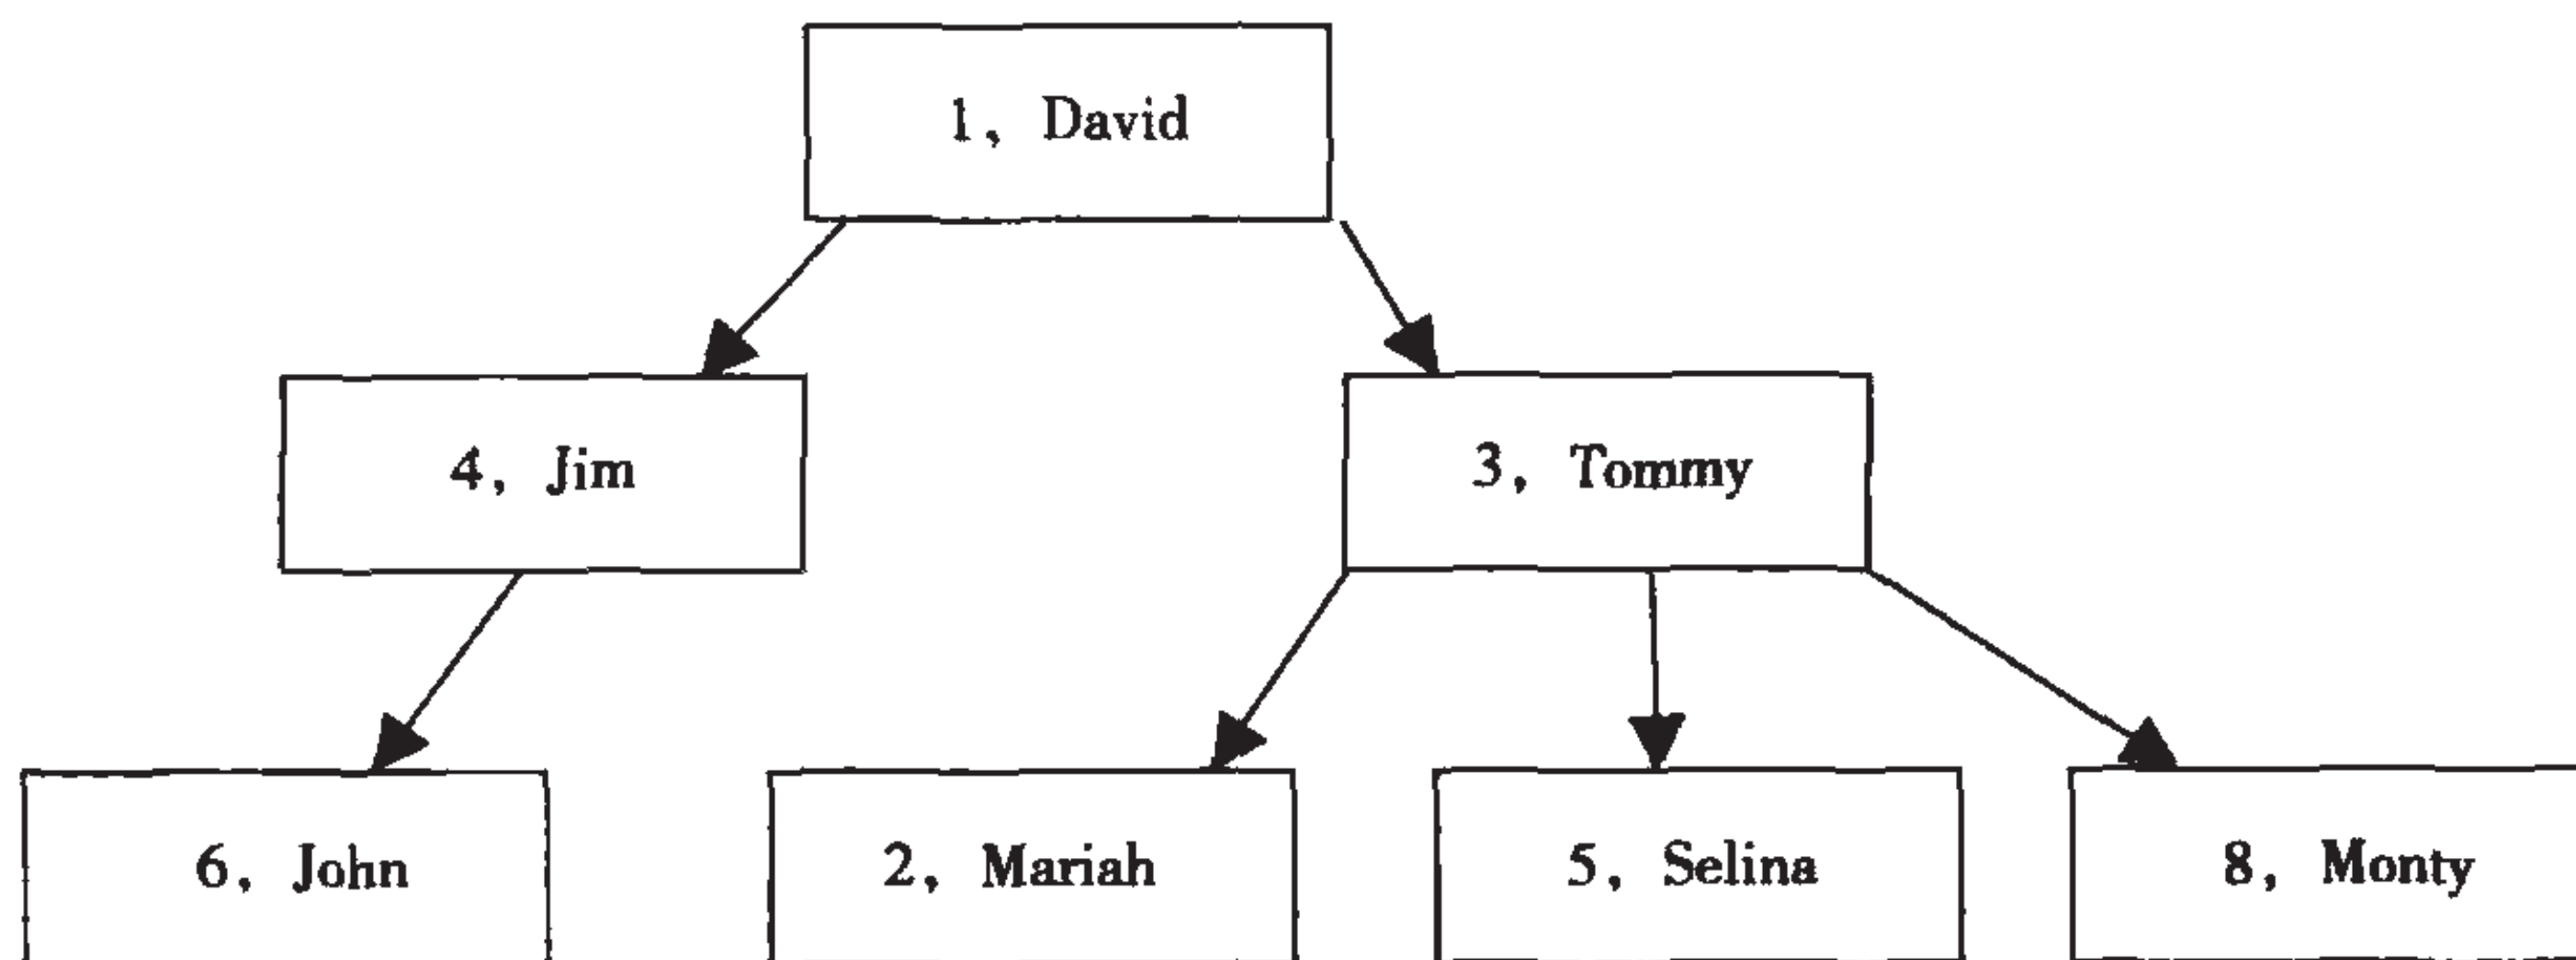 1, David
4, Jim
3, Tommy
6, John
2, Mariah
5, Selina
8, Monty